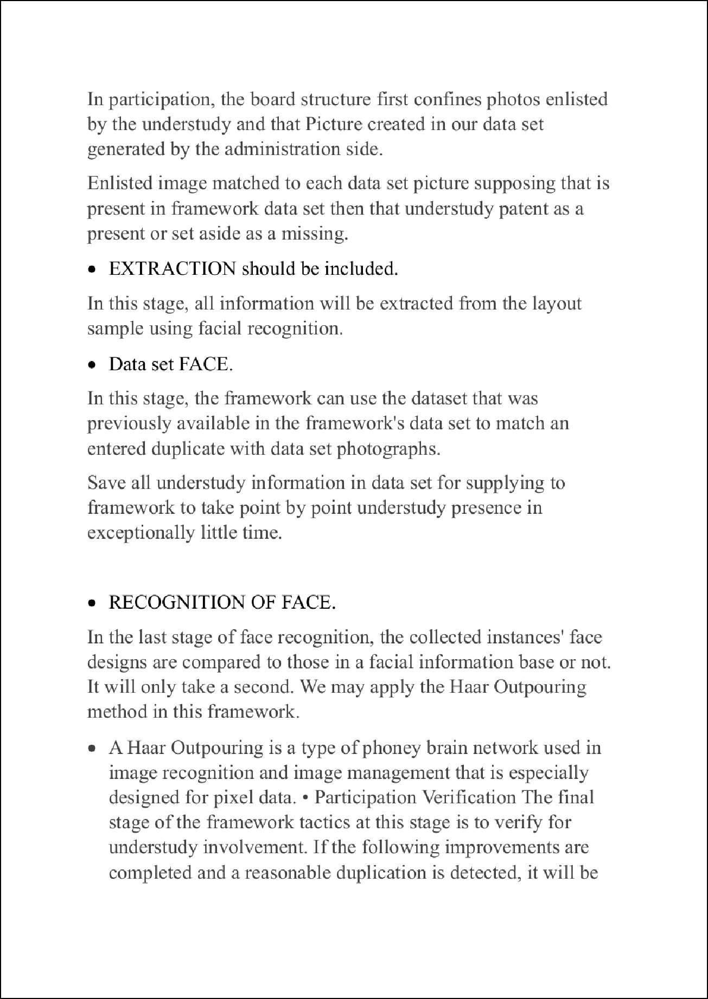 In participation, the board structure first confines photos enlisted
by the understudy and that Picture created in our data set
generated by the administration side.
Enlisted image matched to each data set picture supposing that is
present in framework data set then that understudy patent as a
present or set aside as a missing.
• EXTRACTION should be included.
In this stage, all information will be extracted from the layout
sample using facial recognition.
• Data set FACE.
In this stage, the framework can use the dataset that was
previously available in the framework's data set to match an
entered duplicate with data set photographs.
Save all understudy information in data set for supplying to
framework to take point by point understudy presence in
exceptionally little time.
• RECOGNITION OF FACE.
In the last stage of face recognition, the collected instances' face
designs are compared to those in a facial information base or not.
It will only take a second. We may apply the Haar Outpouring
method in this framework.
• A Haar Outpouring is a type of phoney brain network used in
image recognition and image management that is especially
designed for pixel data. • Participation Verification The final
stage of the framework tactics at this stage is to verify for
understudy involvement. If the following improvements are
completed and a reasonable duplication is detected, it will be